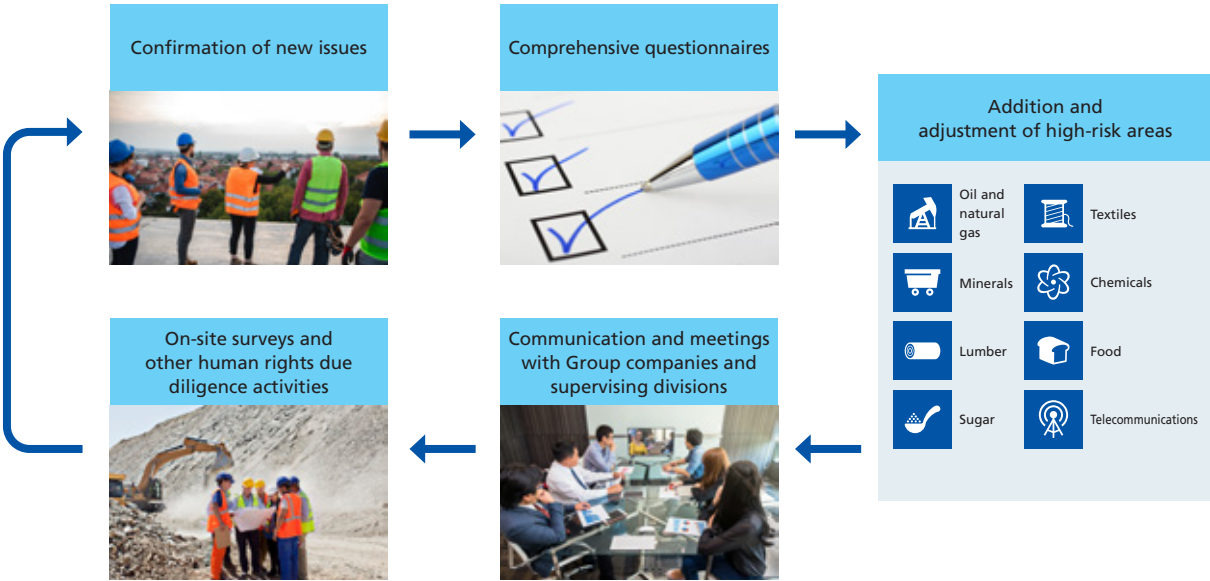 Confirmation of new issues
Comprehensive questionnaires
Addition and
adjustment of high-risk areas
Oil and
natural
gas
Textiles
Minerals
Chemicals
Lumber
Food
Sugar
Telecommunications
Communication and meetings
with Group companies and
supervising divisions
On-site surveys and
other human rights due
diligence activities